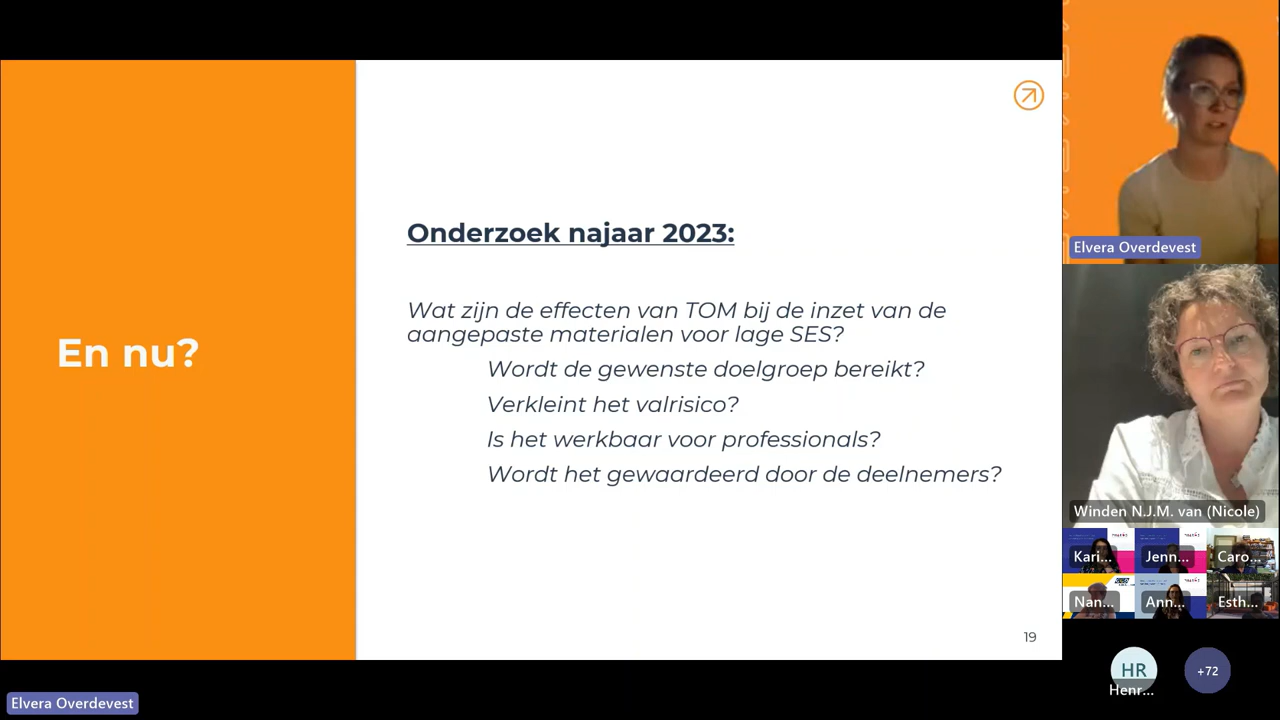 En nu?
Onderzoek najaar 2023:
Wat zijn de effecten van TOM bij de inzet van de
aangepaste materialen voor lage SES?
Wordt de gewenste doelgroep bereikt?
Verkleint het valrisico?
Is het werkbaar voor professionals?
Wordt het gewaardeerd door de deelnemers?
19
Elvera Overdevest
Elvera Overdevest
Winden N.J.M. van (Nicole)
Kari...
Jenn...
Caro...
Nan...
Ann...
Esth...
HR
Henr...
+72